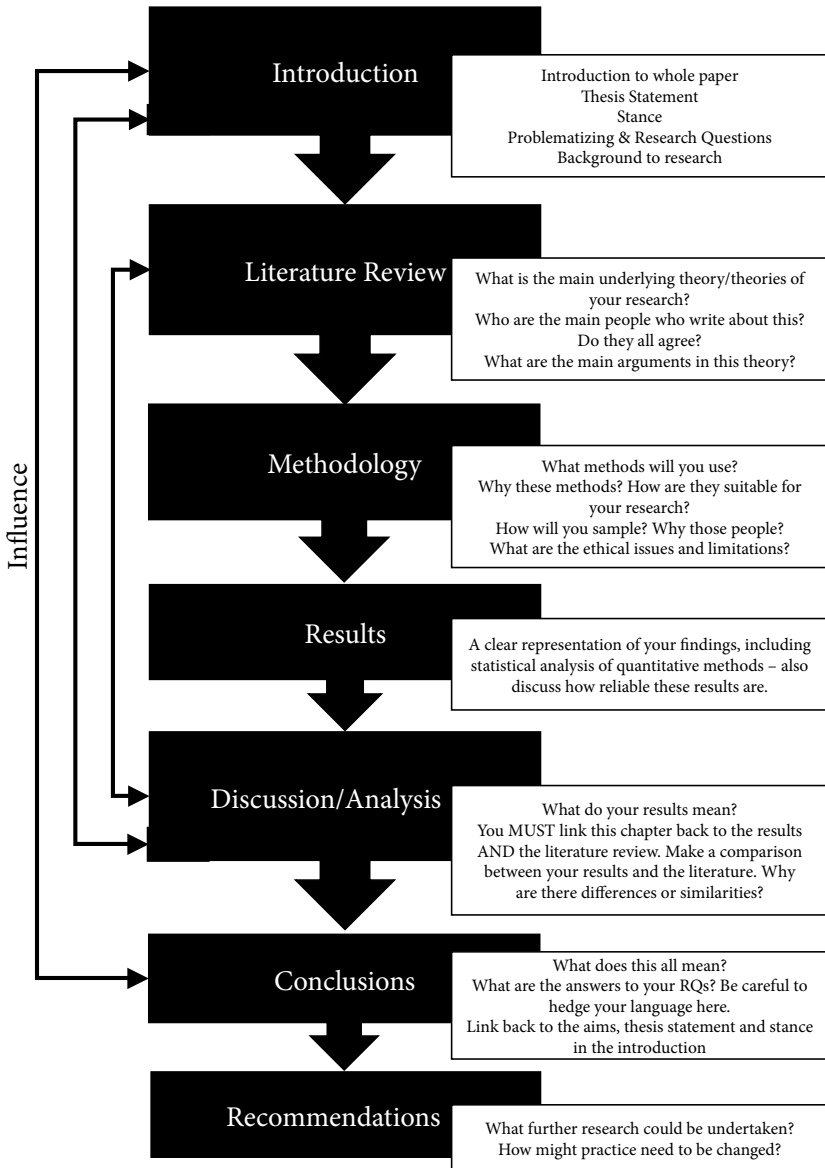 Influence
Introduction
Introduction to whole paper
Thesis Statement
Stance
Problematizing & Research Questions
Background to research
Literature Review
What is the main underlying theory/theories of
your research?
Who are the main people who write about this?
Do they all agree?
What are the main arguments in this theory?
Methodology
What methods will you use?
Why these methods? How are they suitable for
your research?
How will you sample? Why those people?
What are the ethical issues and limitations?
Results
A clear representation of your findings, including
statistical analysis of quantitative methods – also
discuss how reliable these results are.
Discussion/Analysis
What do your results mean?
You MUST link this chapter back to the results
AND the literature review. Make a comparison
between your results and the literature. Why
are there differences or similarities?
Conclusions
What does this all mean?
What are the answers to your RQs? Be careful to
hedge your language here.
Link back to the aims, thesis statement and stance
in the introduction
Recommendations
What further research could be undertaken?
How might practice need to be changed?